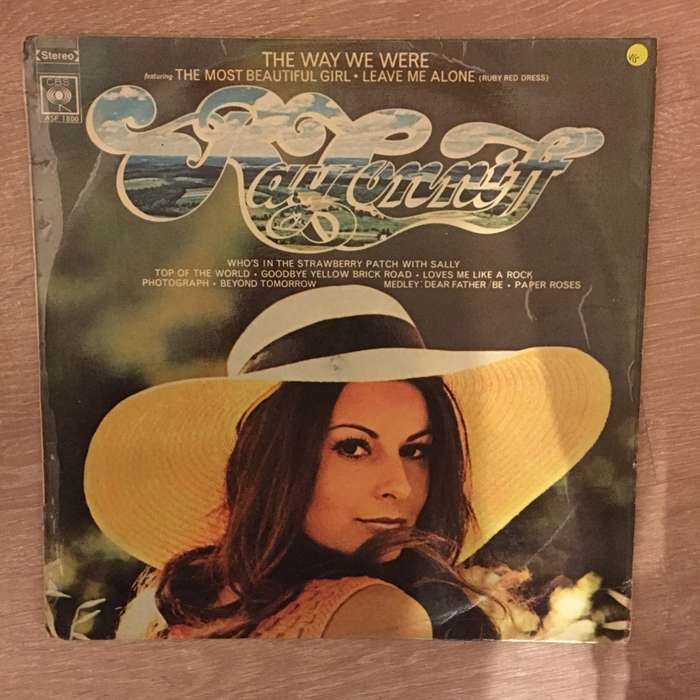 Stereo
CBS
ASF 1800
THE WAY WE WERE
featuring THE MOST BEAUTIFUL GIRL • LEAVE ME ALONE (RUBY RED DRESS)
VG-
Ray Conniff
WHO'S IN THE STRAWBERRY PATCH WITH SALLY
TOP OF THE WORLD • GOODBYE YELLOW BRICK ROAD • LOVES ME LIKE A ROCK
PHOTOGRAPH • BEYOND TOMORROW MEDLEY: DEAR FATHER/BE • PAPER ROSES